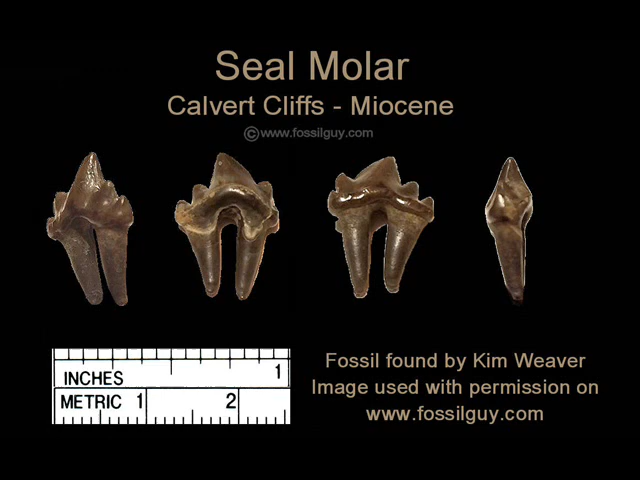 Seal Molar
Calvert Cliffs - Miocene
©www.fossilguy.com
INCHES 1
METRIC 1 2
Fossil found by Kim Weaver
Image used with permission on
www.fossilguy.com